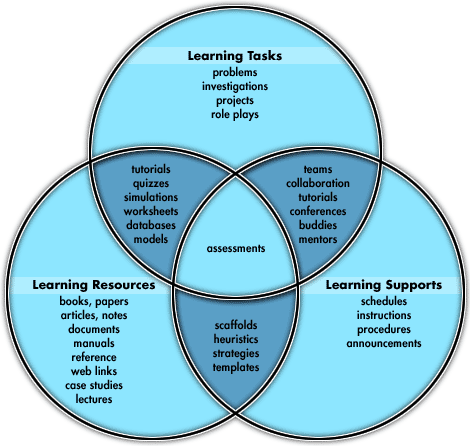 Learning Tasks
problems
investigations
projects
role plays
tutorials
quizzes
simulations
worksheets
databases
models
teams
collaboration
tutorials
conferences
buddies
mentors
assessments
Learning Resources
books, papers
articles, notes
documents
manuals
reference
web links
case studies
lectures
Learning Supports
schedules
instructions
procedures
announcements
scaffolds
heuristics
strategies
templates